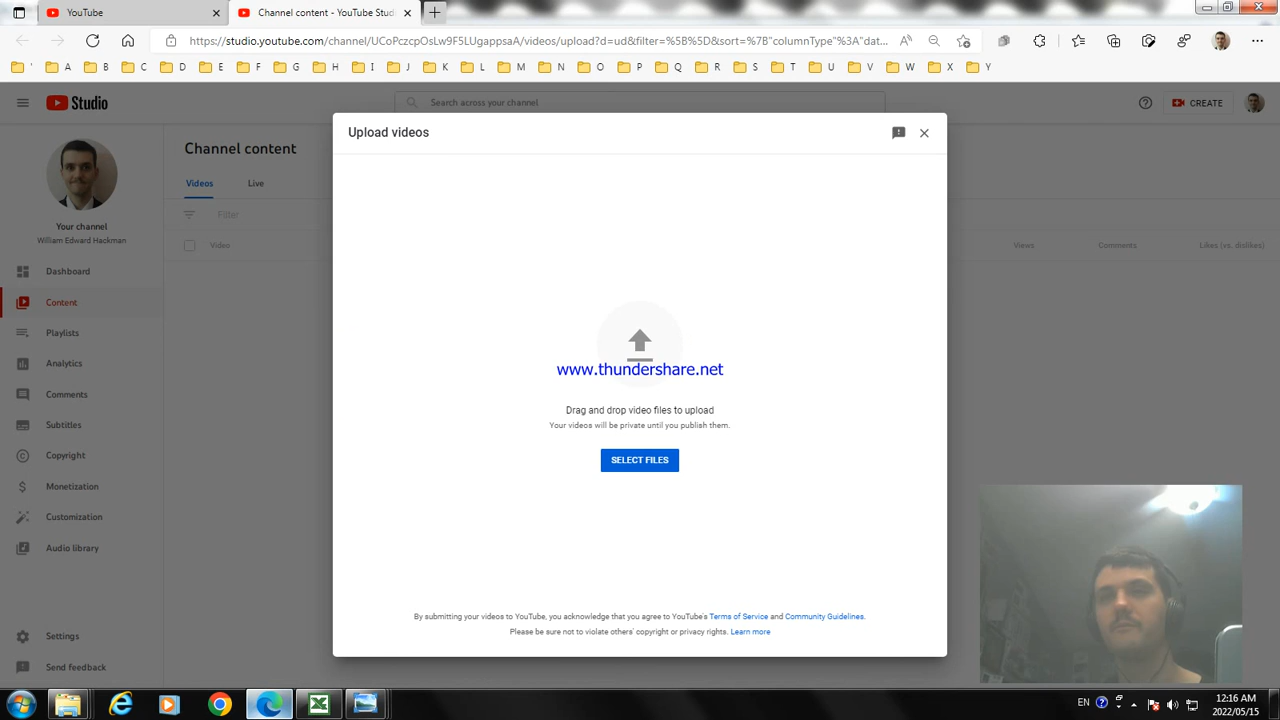 YouTube
Channel content - YouTube Studi
https://studio.youtube.com/channel/UCoPczcpOsLw9F5LUgappsaA/videos/upload?d=ud&filter=%5B%5D&sort=%7B"columnType"%3A"dat...
' A B C D E F G H I J K L M N O P Q R S T U V W X Y
Studio
Search across your channel
CREATE
Upload videos
Channel content
Videos Live
Filter
Your channel
William Edward Hackman
Video Views Comments Likes (vs. dislikes)
Dashboard
Content
Playlists
Analytics
Comments
Subtitles
Copyright
Monetization
Customization
Audio library
Settings
Send feedback
www.thundershare.net
Drag and drop video files to upload
Your videos will be private until you publish them.
SELECT FILES
By submitting your videos to YouTube, you acknowledge that you agree to YouTube's Terms of Service and Community Guidelines.
Please be sure not to violate others' copyright or privacy rights. Learn more
EN
12:16 AM
2022/05/15